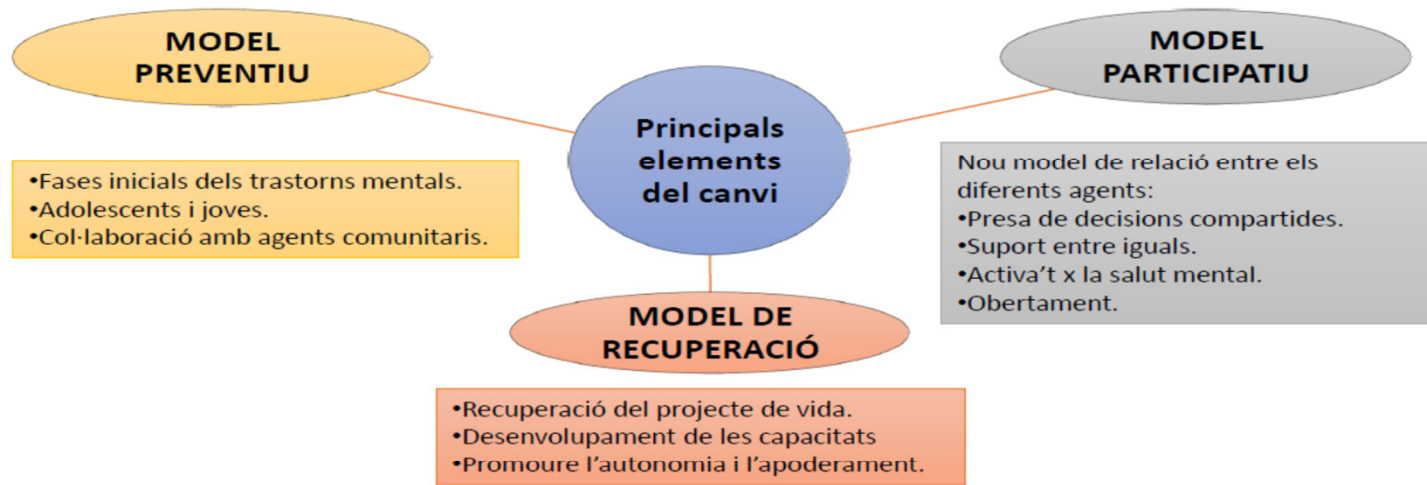 MODEL
PREVENTIU
•Fases inicials dels trastorns mentals.
•Adolescents i joves.
•Col·laboració amb agents comunitaris.
Principals
elements
del canvi
MODEL
PARTICIPATIU
Nou model de relació entre els
diferents agents:
•Presa de decisions compartides.
•Suport entre iguals.
•Activa’t x la salut mental.
•Obertament.
MODEL DE
RECUPERACIÓ
•Recuperació del projecte de vida.
•Desenvolupament de les capacitats
•Promoure l’autonomia i l’apoderament.